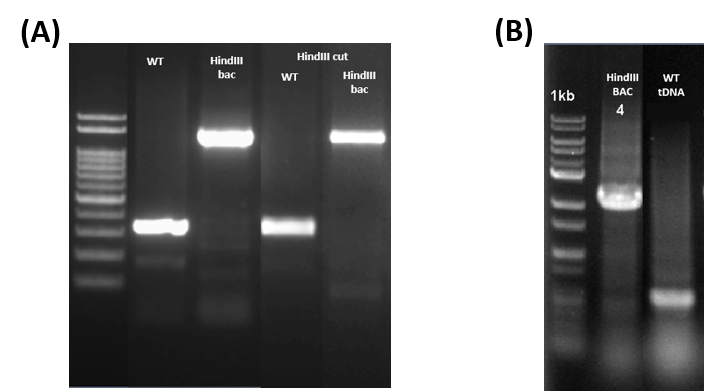 (A)
WT
HindIII
bac
HindIII cut
WT
HindIII
bac
(B)
1kb
HindIII
BAC
4
WT
tDNA